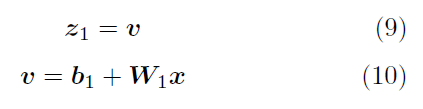 z₁ = v (9)
v = b₁ + W₁x (10)